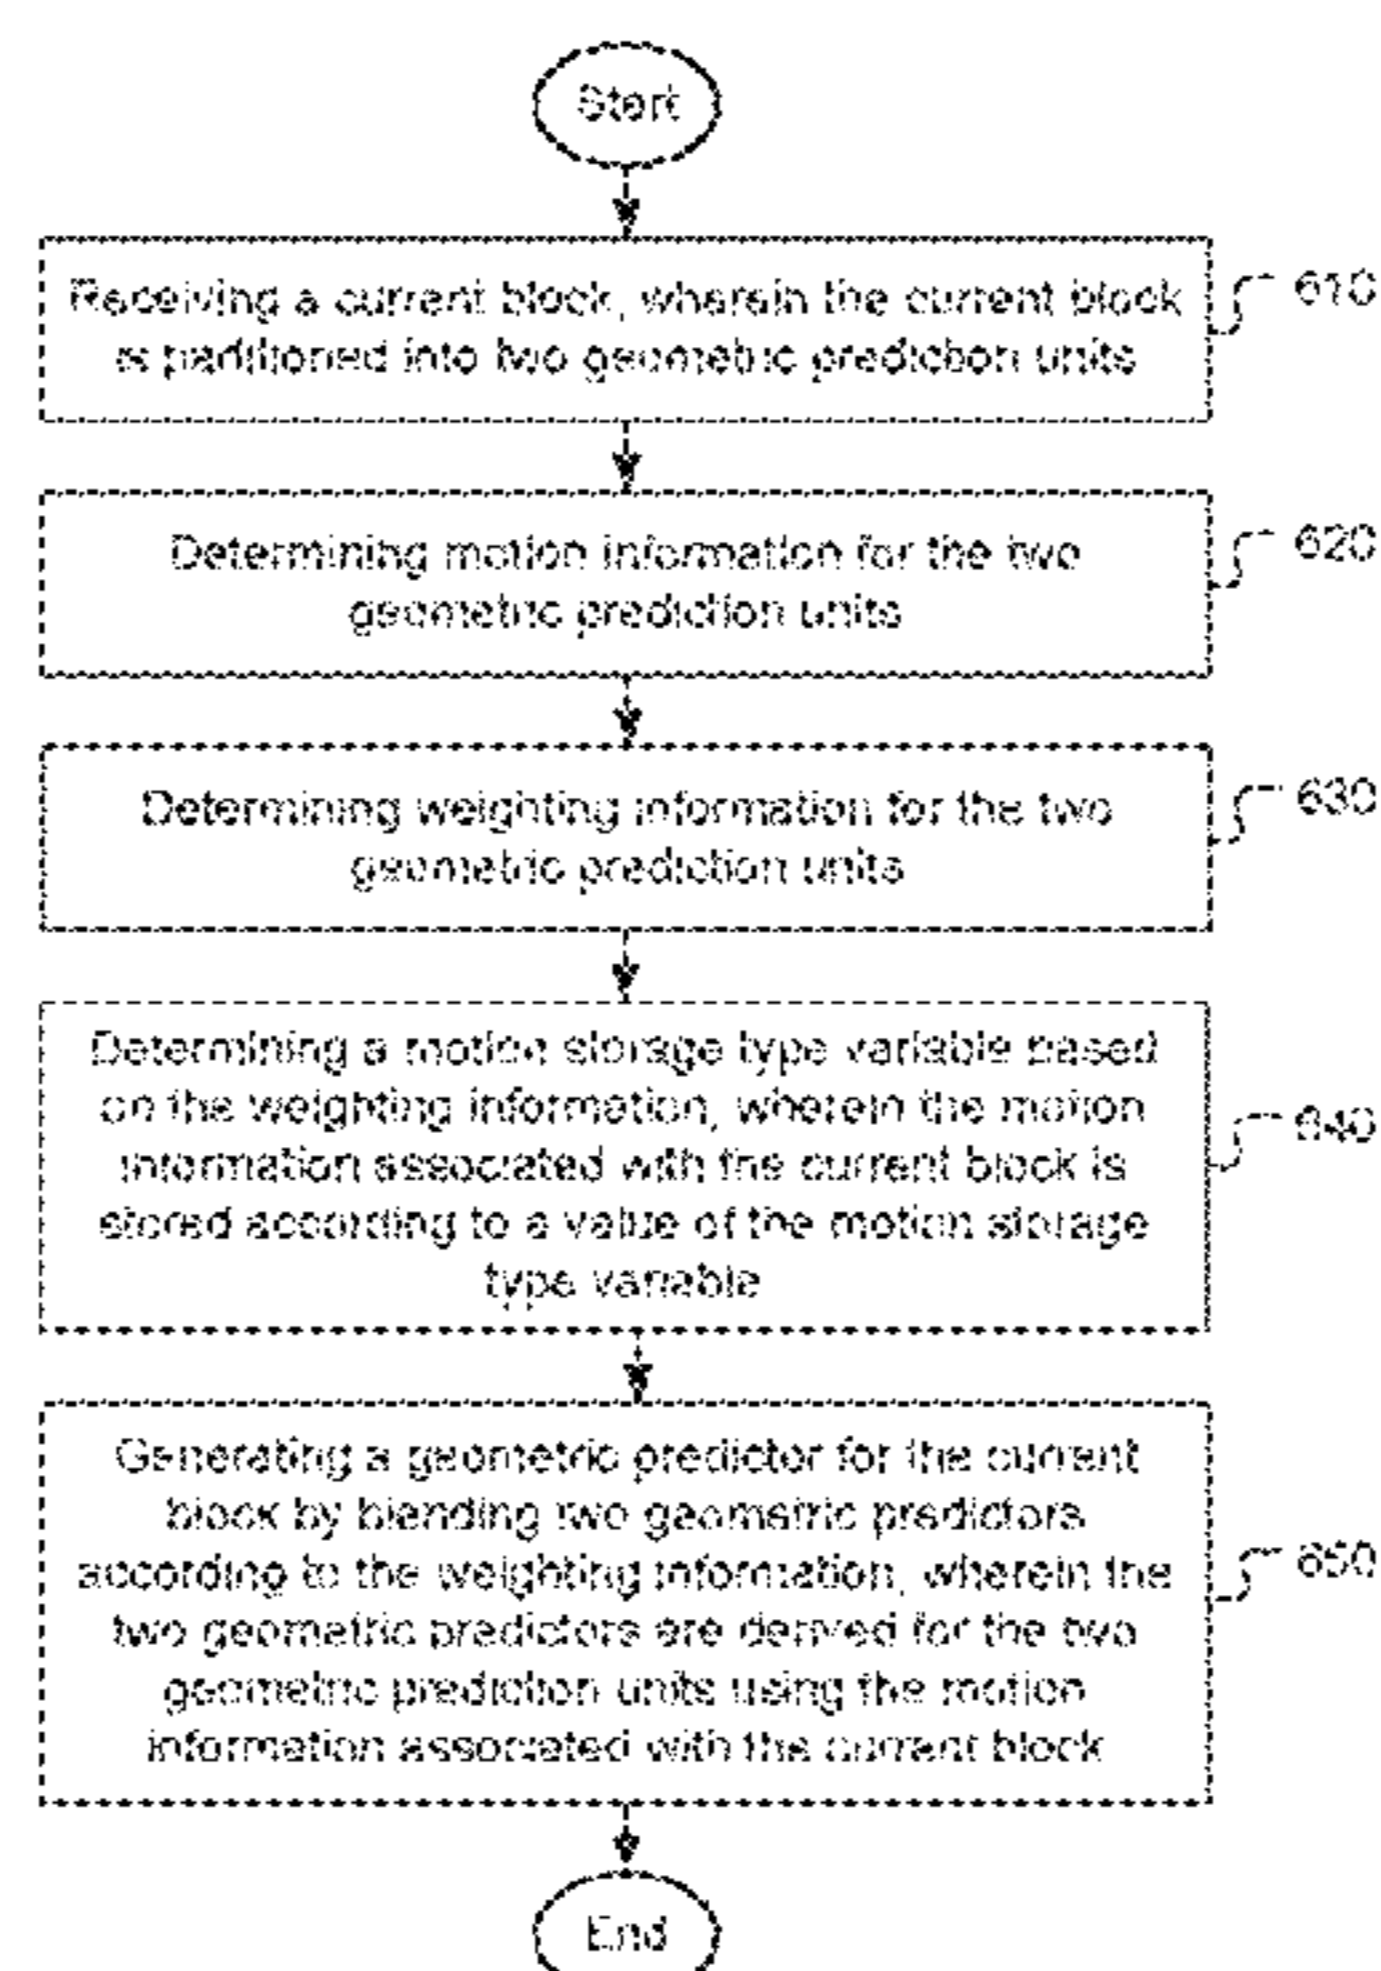 Start
Receiving a current block, wherein the current block
is partitioned into two geometric prediction units
610
Determining motion information for the two
geometric prediction units
620
Determining weighting information for the two
geometric prediction units
630
Determining a motion storage type variable based
on the weighting information, wherein the motion
information associated with the current block is
stored according to a value of the motion storage
type variable
640
Generating a geometric predictor for the current
block by blending two geometric predictors
according to the weighting information, wherein the
two geometric predictors are derived for the two
geometric prediction units using the motion
information associated with the current block
650
End